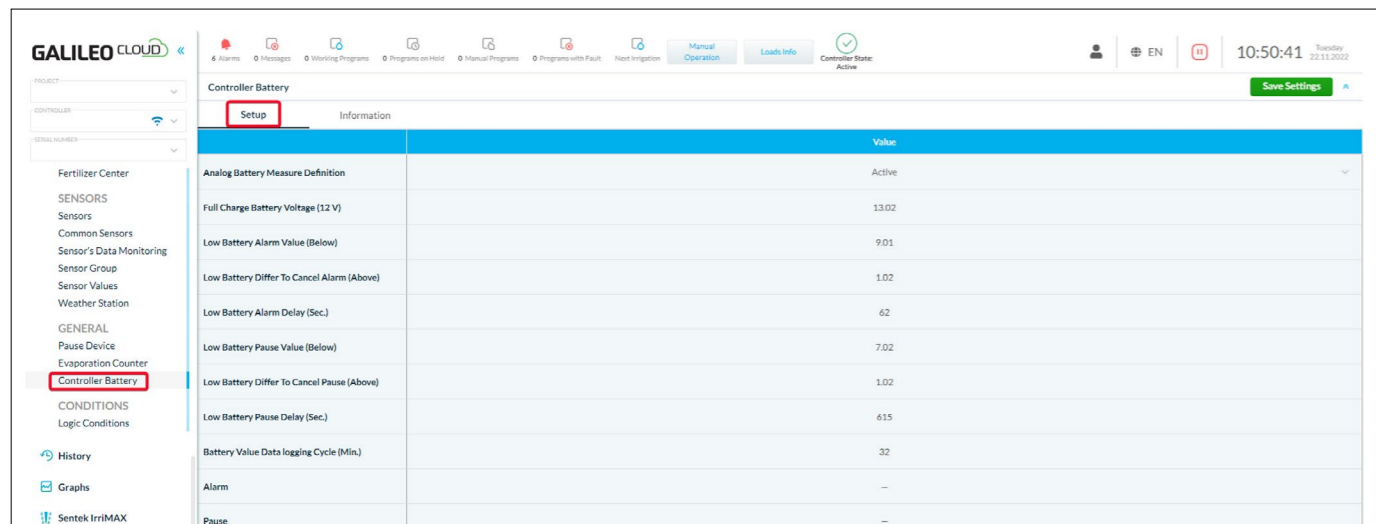 GALILEO CLOUD «
6 Alarms
0 Messages
0 Working Programs
0 Programs on Hold
0 Manual Programs
0 Programs with Fault
Next Irrigation
Manual Operation
Loads Info
Controller State: Active
EN
10:50:41
Tuesday
22.11.2022
PROJECT
CONTROLLER
SERIAL NUMBER
Fertilizer Center
SENSORS
Sensors
Common Sensors
Sensor's Data Monitoring
Sensor Group
Sensor Values
Weather Station
GENERAL
Pause Device
Evaporation Counter
Controller Battery
CONDITIONS
Logic Conditions
History
Graphs
Sentek IrriMAX
Controller Battery
Save Settings
Setup
Information
Value
Analog Battery Measure Definition Active
Full Charge Battery Voltage (12 V) 13.02
Low Battery Alarm Value (Below) 9.01
Low Battery Differ To Cancel Alarm (Above) 1.02
Low Battery Alarm Delay (Sec.) 62
Low Battery Pause Value (Below) 7.02
Low Battery Differ To Cancel Pause (Above) 1.02
Low Battery Pause Delay (Sec.) 615
Battery Value Data logging Cycle (Min.) 32
Alarm —
Pause —